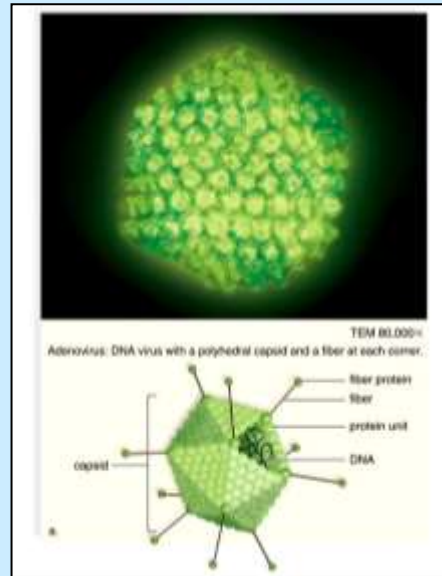 TEM 80,000×
Adenovirus: DNA virus with a polyhedral capsid and a fiber at each corner.
fiber protein
fiber
protein unit
capsid
DNA
a.